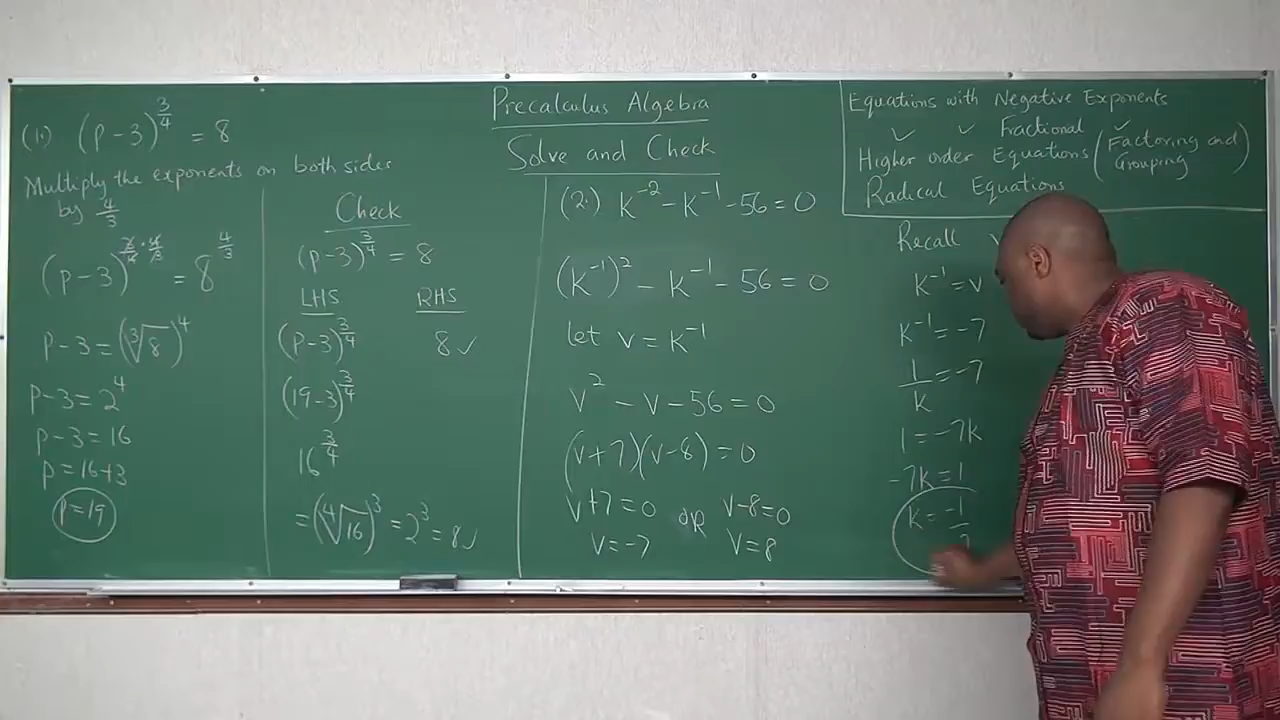 Precalculus Algebra
Solve and Check
(1.) (p-3)^{3/4} = 8
Multiply the exponents on both sides
by 4/3
(p-3)^{3/4 · 4/3} = 8^{4/3}
p-3 = (∛8)^4
p-3 = 2^4
p-3 = 16
p = 16+3
p = 19
Check
(p-3)^{3/4} = 8
LHS RHS
(p-3)^{3/4} 8 ✓
(19-3)^{3/4}
16^{3/4}
= (∜16)^3 = 2^3 = 8 ✓
(2.) K^{-2} - K^{-1} - 56 = 0
(K^{-1})^2 - K^{-1} - 56 = 0
let v = K^{-1}
v^2 - v - 56 = 0
(v+7)(v-8) = 0
v+7=0 OR v-8=0
v=-7 v=8
Equations with Negative Exponents
✓ ✓ Fractional ✓
Higher order Equations (Factoring and
Grouping)
Radical Equations
Recall
K^{-1} = v
K^{-1} = -7
1/K = -7
1 = -7K
-7K = 1
K = -1/7